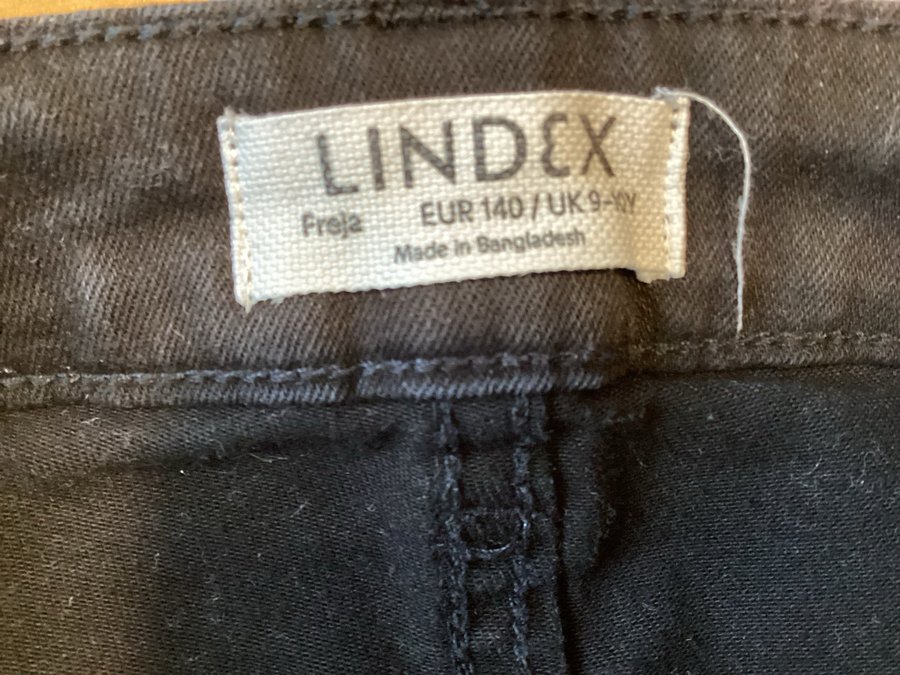 LINDEX
Freja EUR 140 / UK 9-10Y
Made in Bangladesh